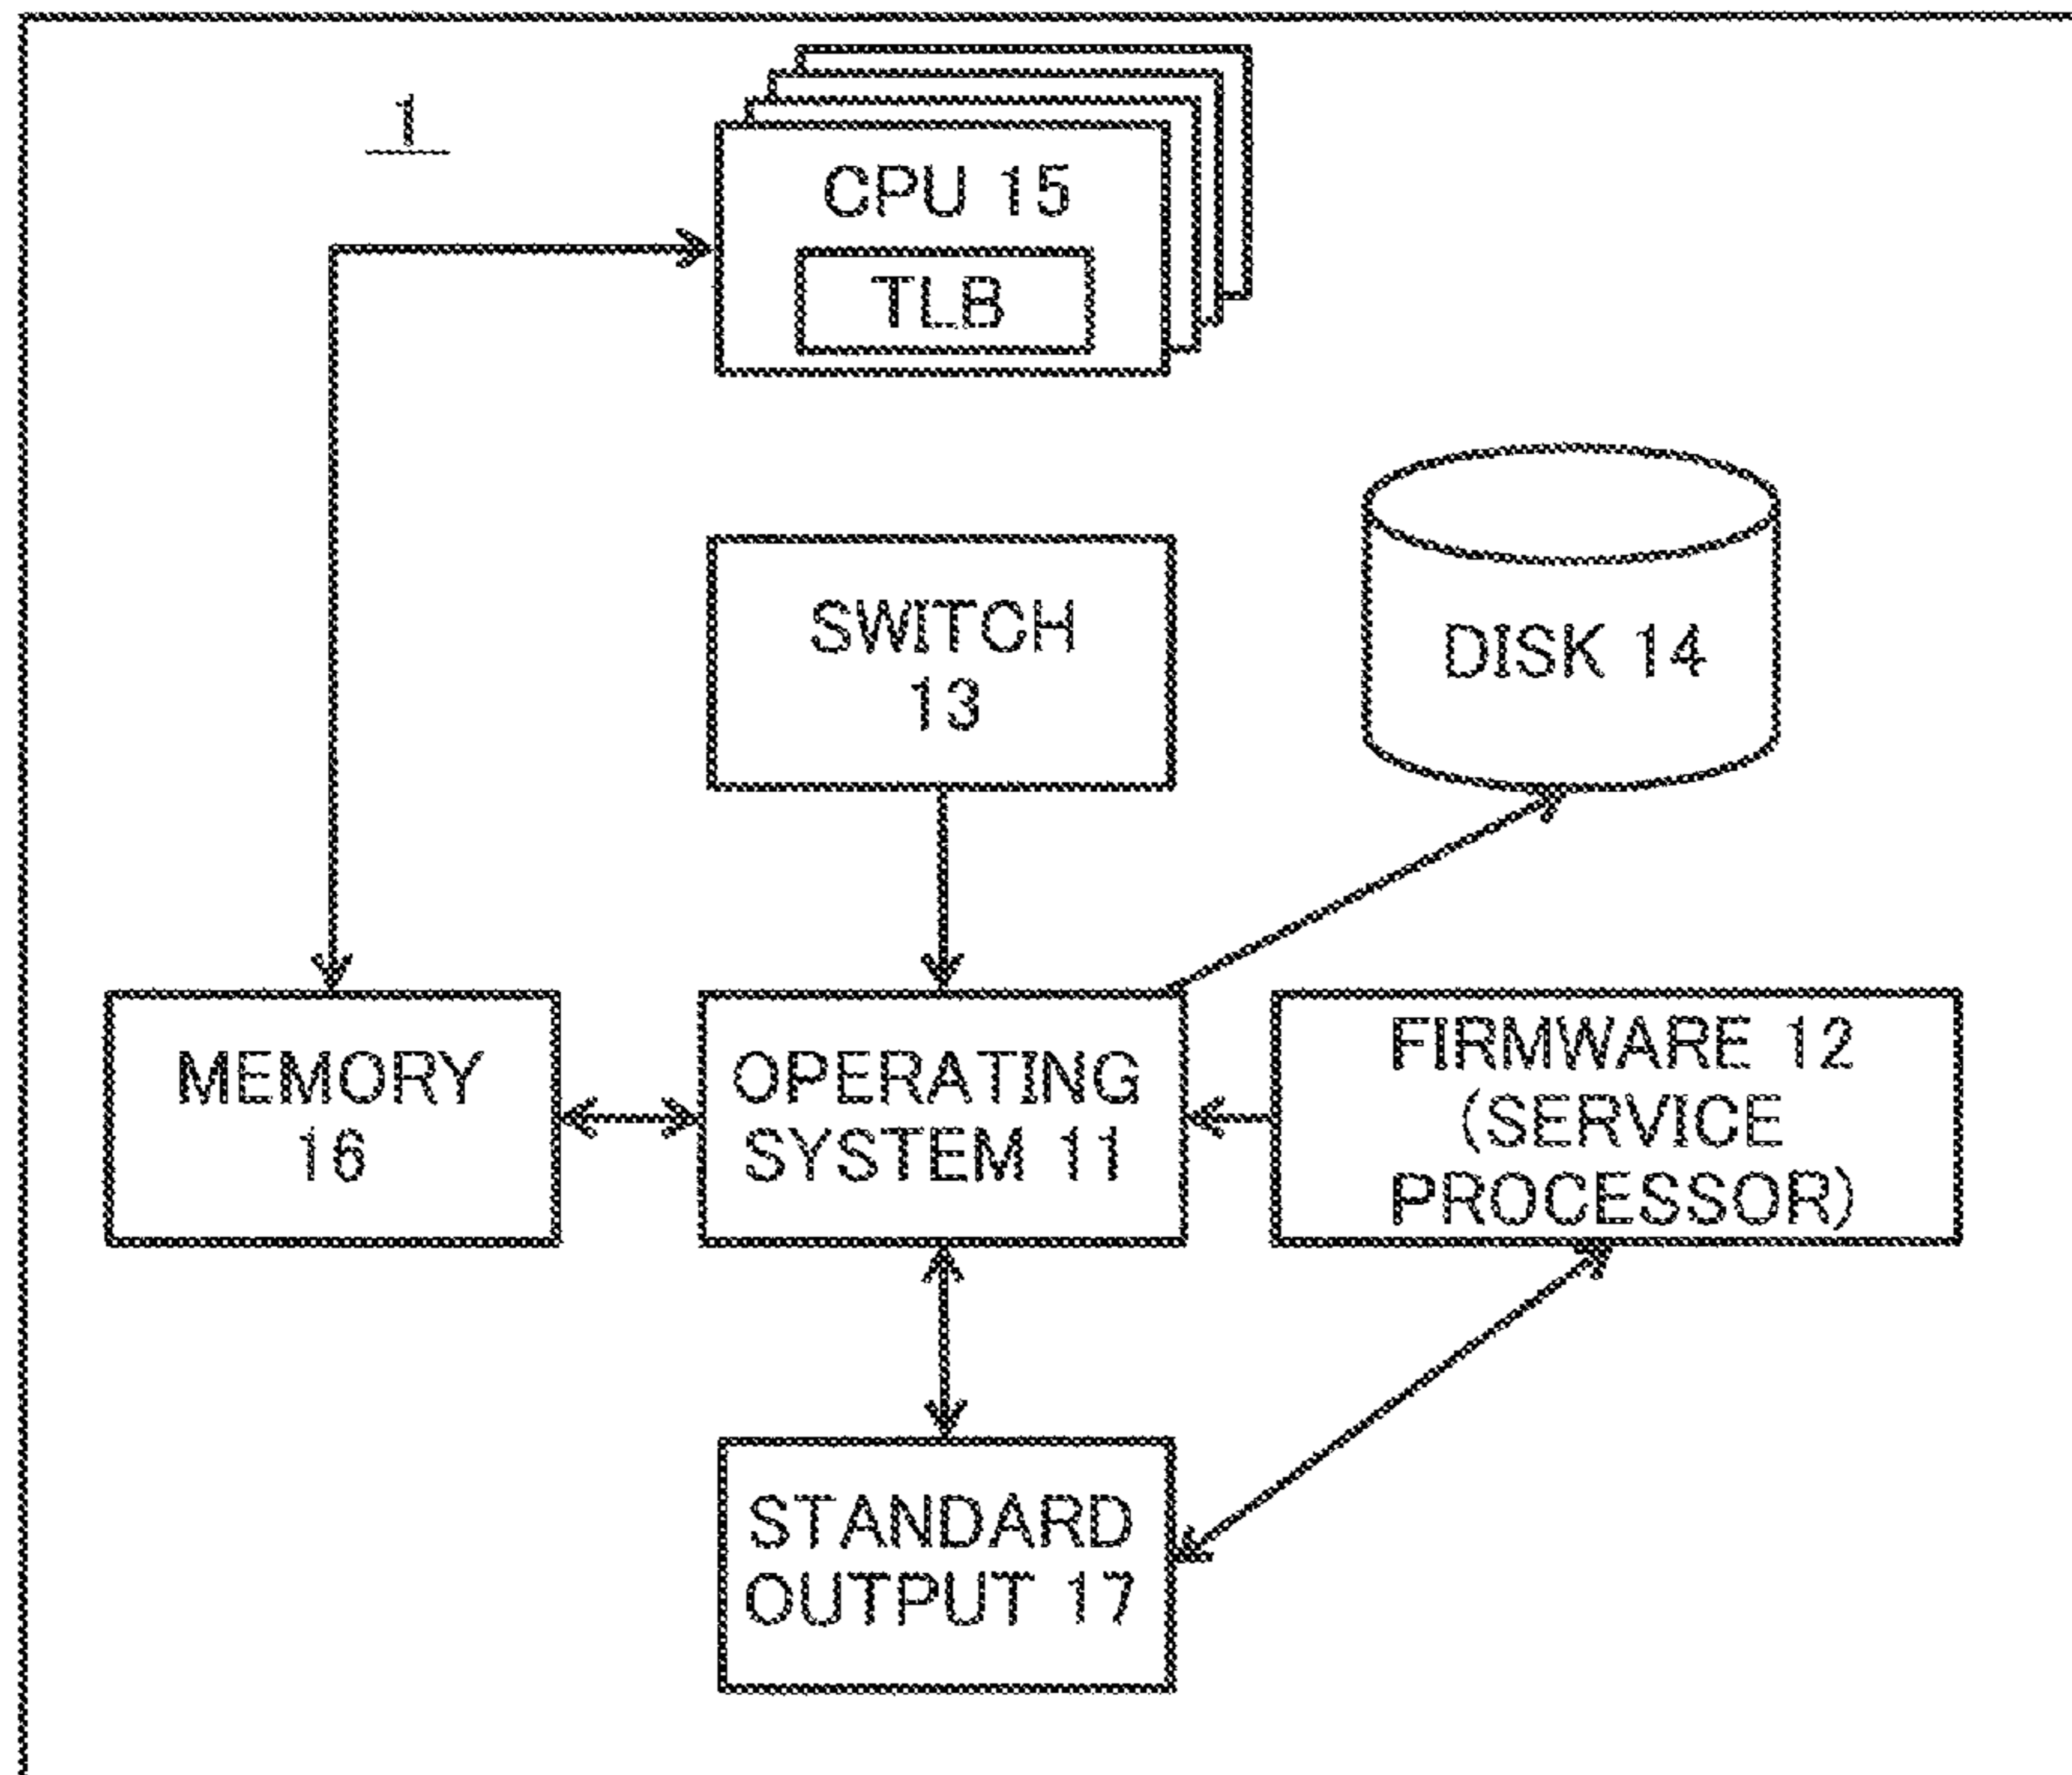 1
CPU 15
TLB
SWITCH
13
DISK 14
MEMORY
16
OPERATING
SYSTEM 11
FIRMWARE 12
(SERVICE
PROCESSOR)
STANDARD
OUTPUT 17